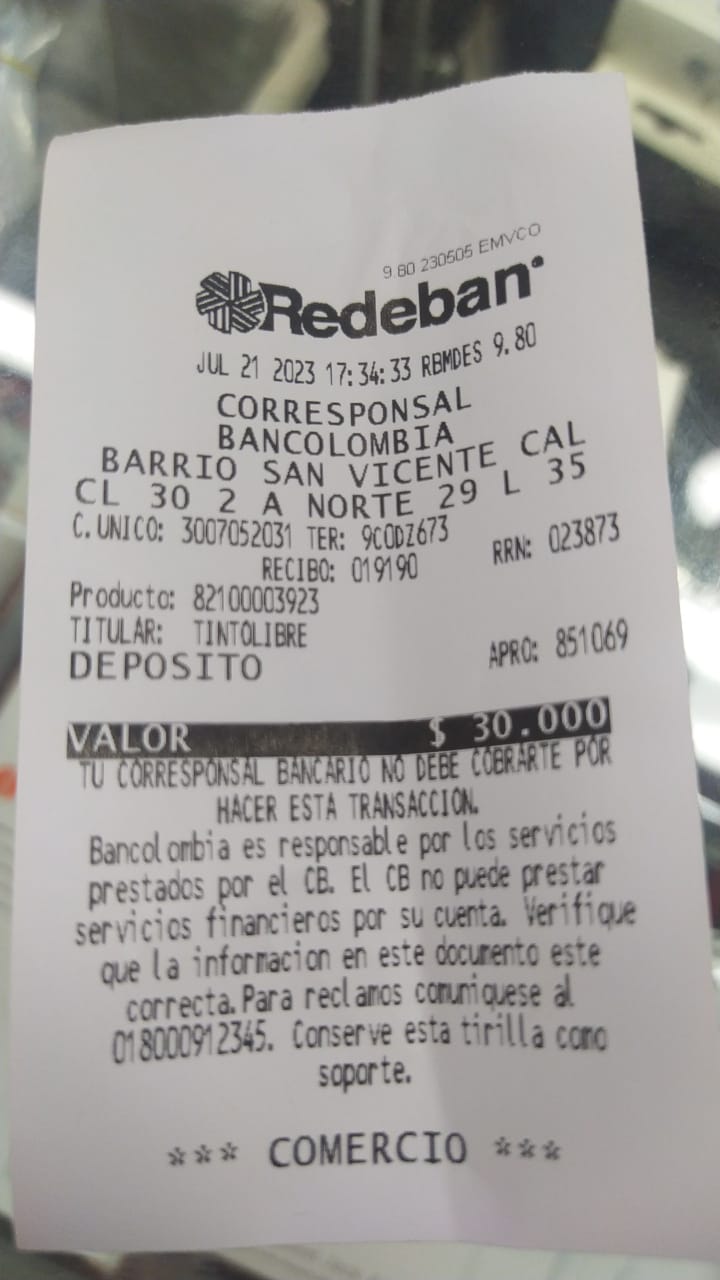 9.80 230505 EMVCO
Redeban
JUL 21 2023 17:34:33 RBMDES 9.80
CORRESPONSAL
BANCOLOMBIA
BARRIO SAN VICENTE CAL
CL 30 2 A NORTE 29 L 35
C.UNICO: 3007052031 TER: 9CODZ673
RECIBO: 019190 RRN: 023873
Producto: 82100003923
TITULAR: TINTOLIBRE
DEPOSITO APRO: 851069
VALOR $ 30.000
TU CORRESPONSAL BANCARIO NO DEBE COBRARTE POR
HACER ESTA TRANSACCION.
Bancolombia es responsable por los servicios
prestados por el CB. El CB no puede prestar
servicios financieros por su cuenta. Verifique
que la informacion en este documento este
correcta. Para reclamos comuniquese al
018000912345. Conserve esta tirilla como
soporte.
*** COMERCIO ***